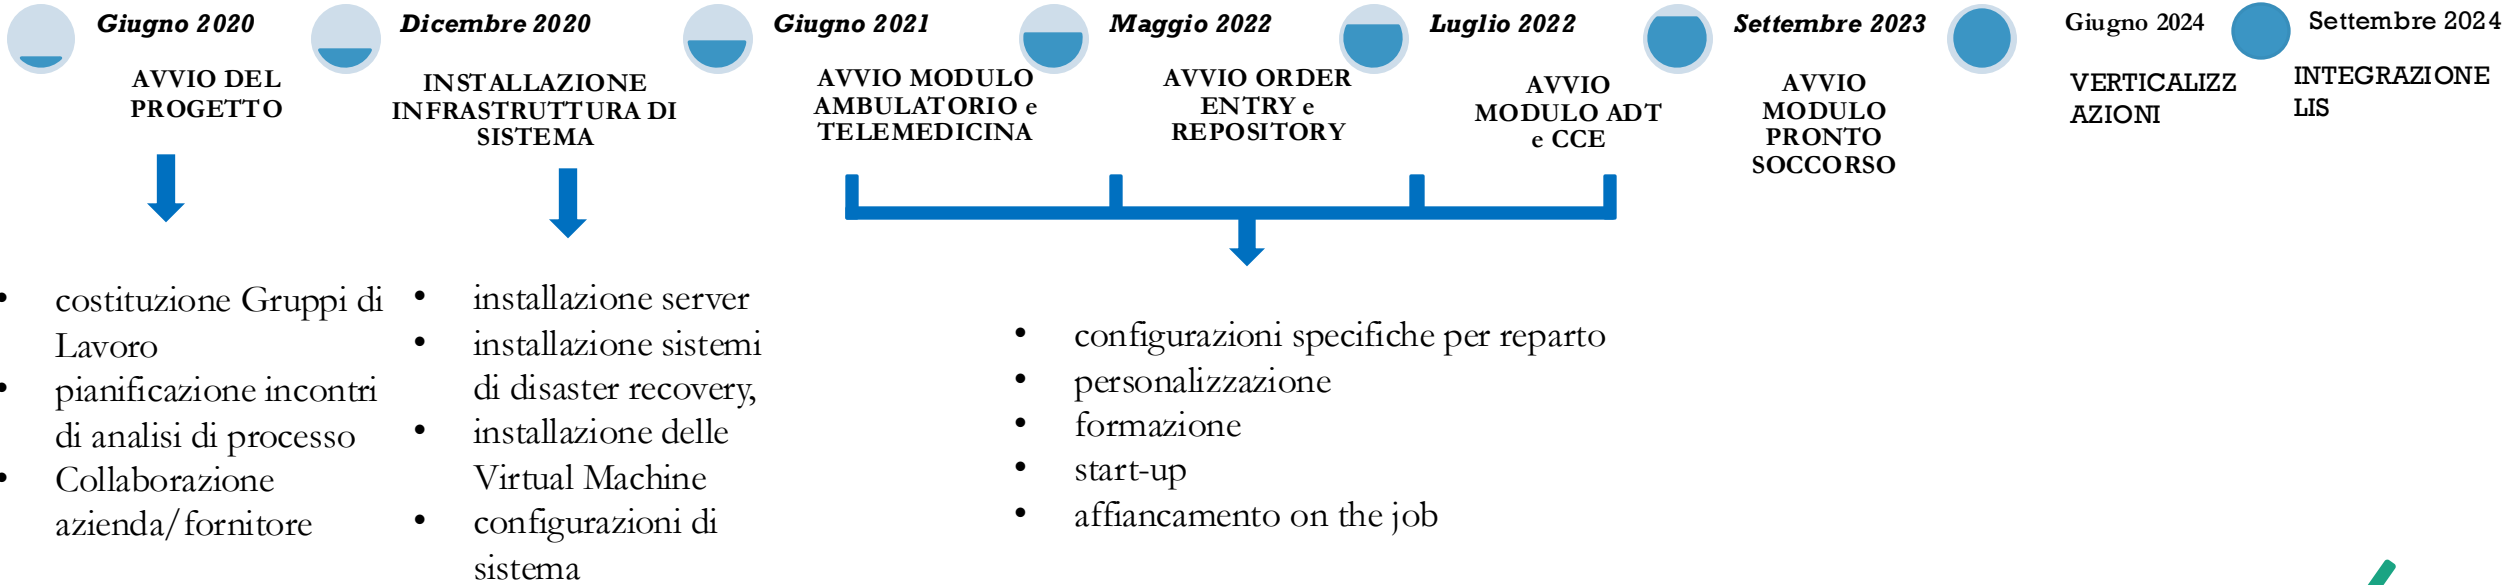 Giugno 2020
AVVIO DEL
PROGETTO
• costituzione Gruppi di
Lavoro
• pianificazione incontri
di analisi di processo
• Collaborazione
azienda/fornitore
Dicembre 2020
INSTALLAZIONE
INFRASTRUTTURA DI
SISTEMA
• installazione server
• installazione sistemi
di disaster recovery,
• installazione delle
Virtual Machine
• configurazioni di
sistema
Giugno 2021
AVVIO MODULO
AMBULATORIO e
TELEMEDICINA
Maggio 2022
AVVIO ORDER
ENTRY e
REPOSITORY
Luglio 2022
AVVIO
MODULO ADT
e CCE
• configurazioni specifiche per reparto
• personalizzazione
• formazione
• start-up
• affiancamento on the job
Settembre 2023
AVVIO
MODULO
PRONTO
SOCCORSO
Giugno 2024
VERTICALIZZ
AZIONI
Settembre 2024
INTEGRAZIONE
LIS